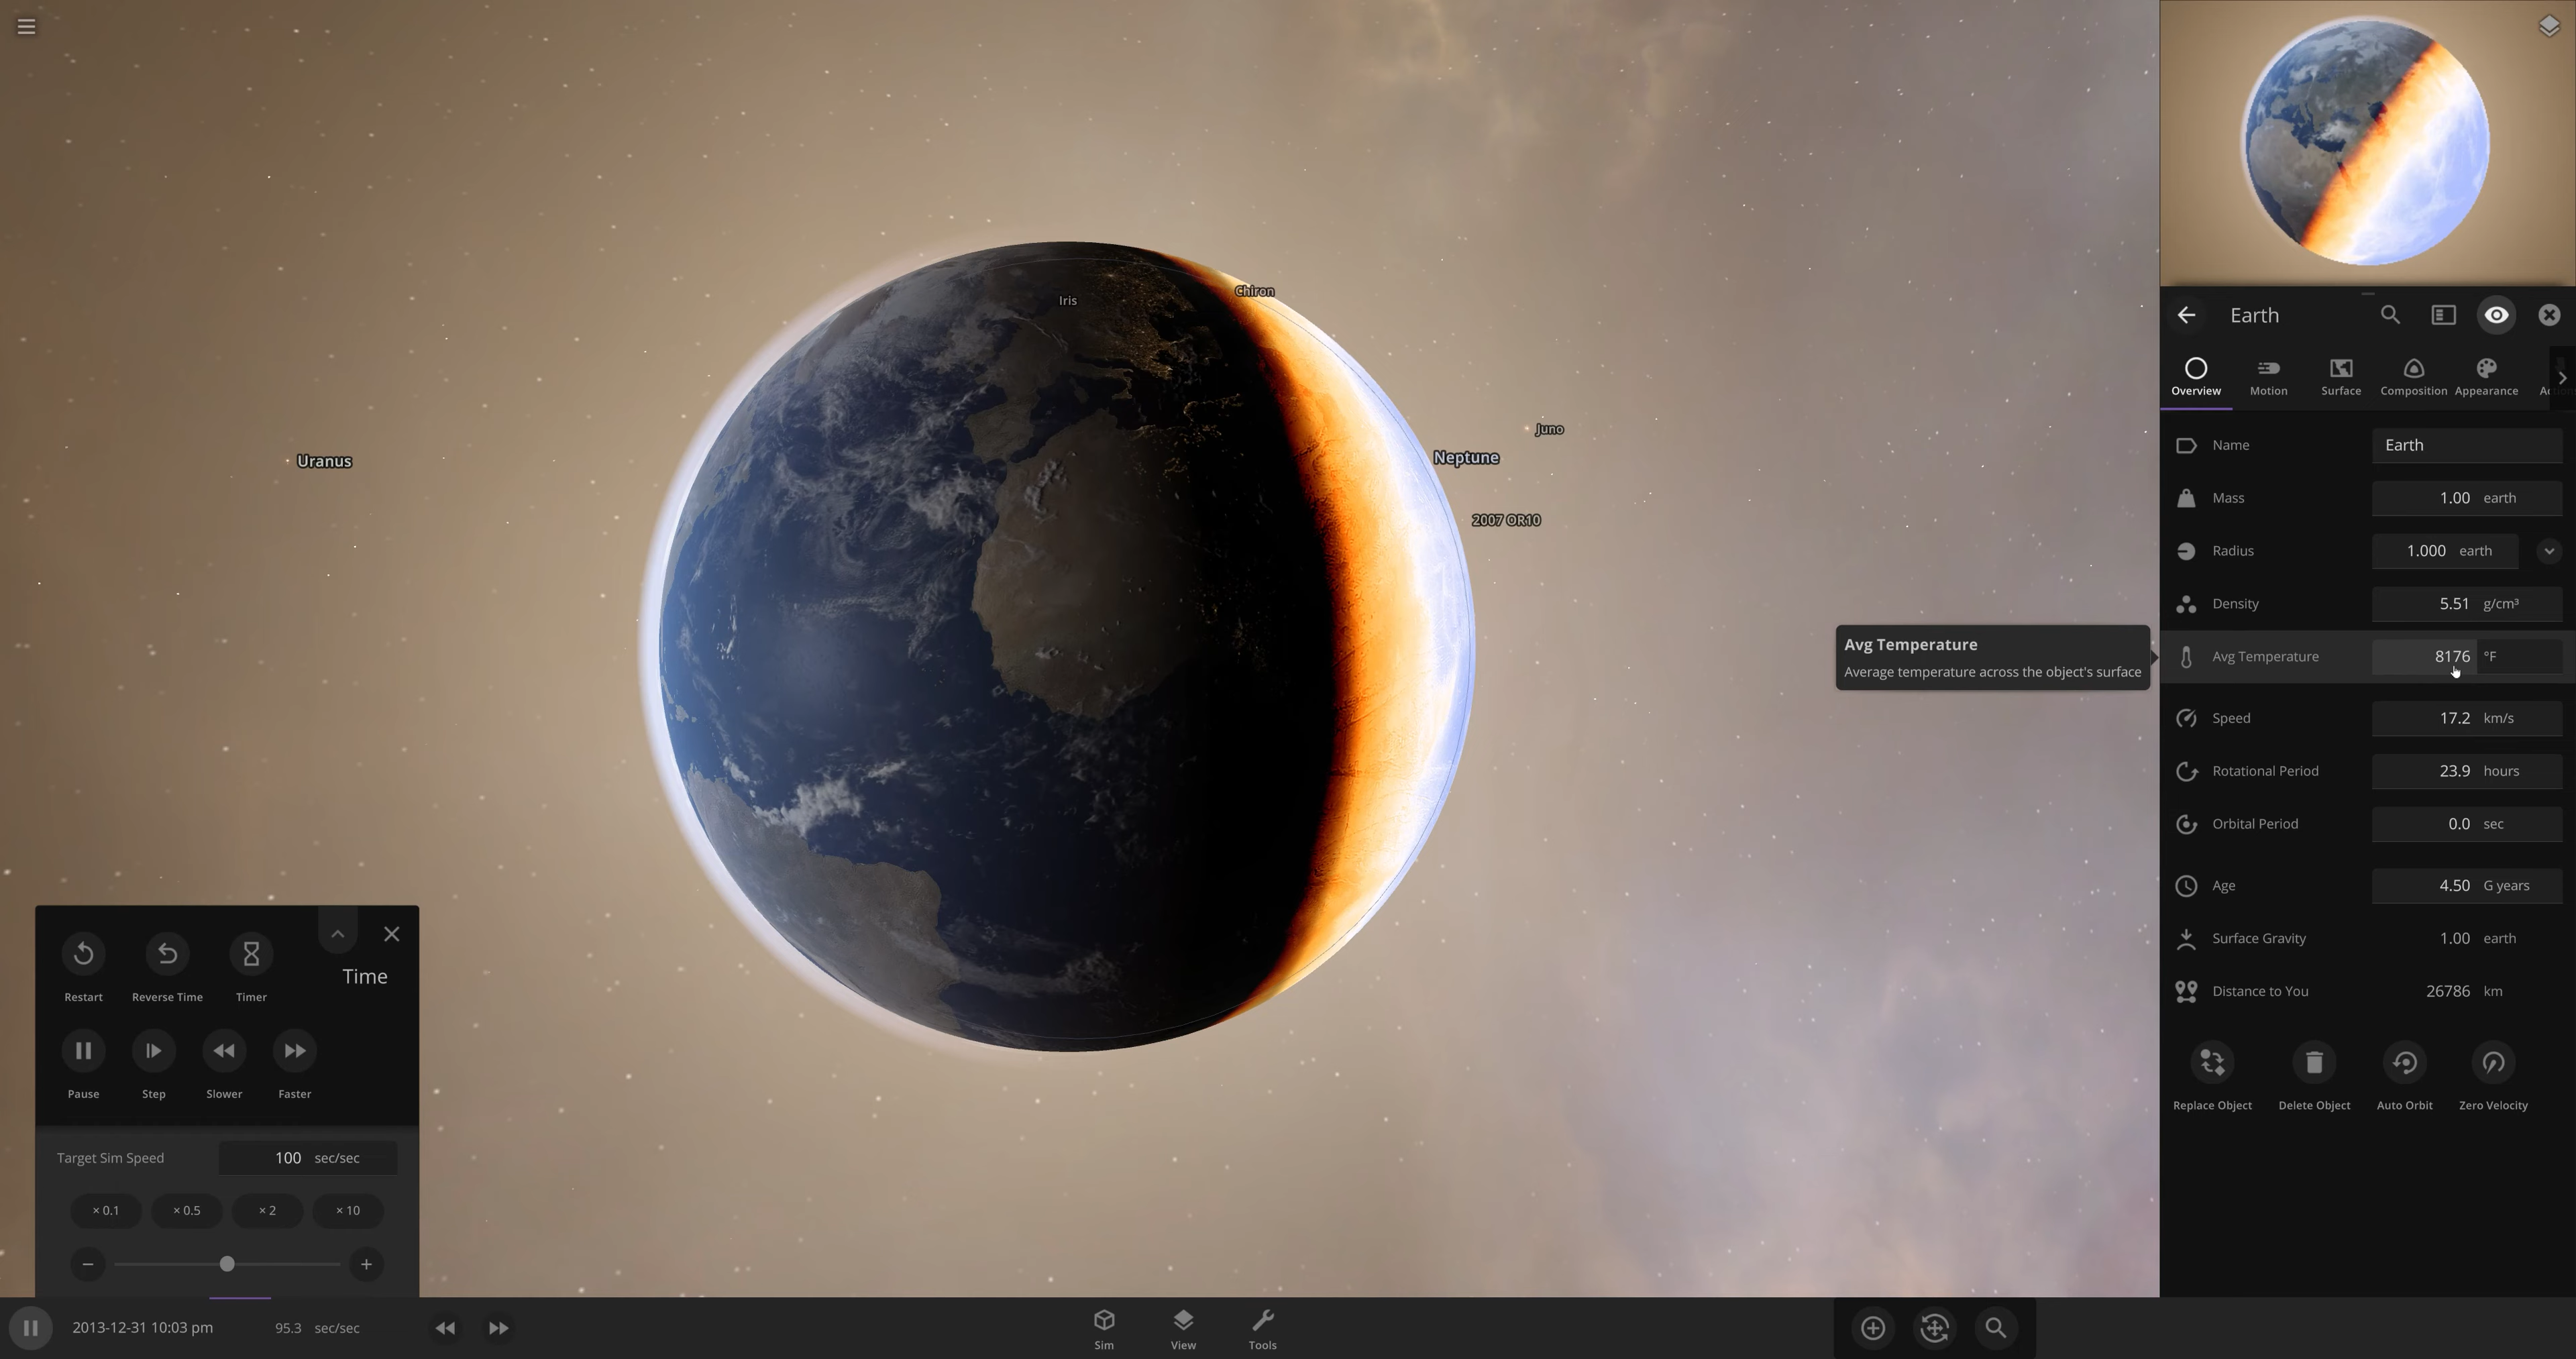 Iris
Chiron
Juno
Uranus
Neptune
2007 OR10
Avg Temperature
Average temperature across the object's surface
Earth
Overview
Motion
Surface
Composition
Appearance
Name Earth
Mass 1.00 earth
Radius 1.000 earth
Density 5.51 g/cm³
Avg Temperature 8176 °F
Speed 17.2 km/s
Rotational Period 23.9 hours
Orbital Period 0.0 sec
Age 4.50 G years
Surface Gravity 1.00 earth
Distance to You 26786 km
Replace Object
Delete Object
Auto Orbit
Zero Velocity
Time
Restart
Reverse Time
Timer
Pause
Step
Slower
Faster
Target Sim Speed 100 sec/sec
× 0.1
× 0.5
× 2
× 10
2013-12-31 10:03 pm 95.3 sec/sec
Sim
View
Tools